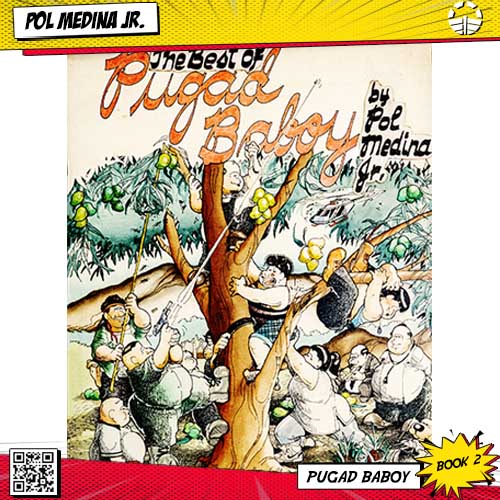 POL MEDINA JR.
The Best of
Pugad
Baboy
by
Pol
Medina
Jr.
PUGAD BABOY
BOOK 2